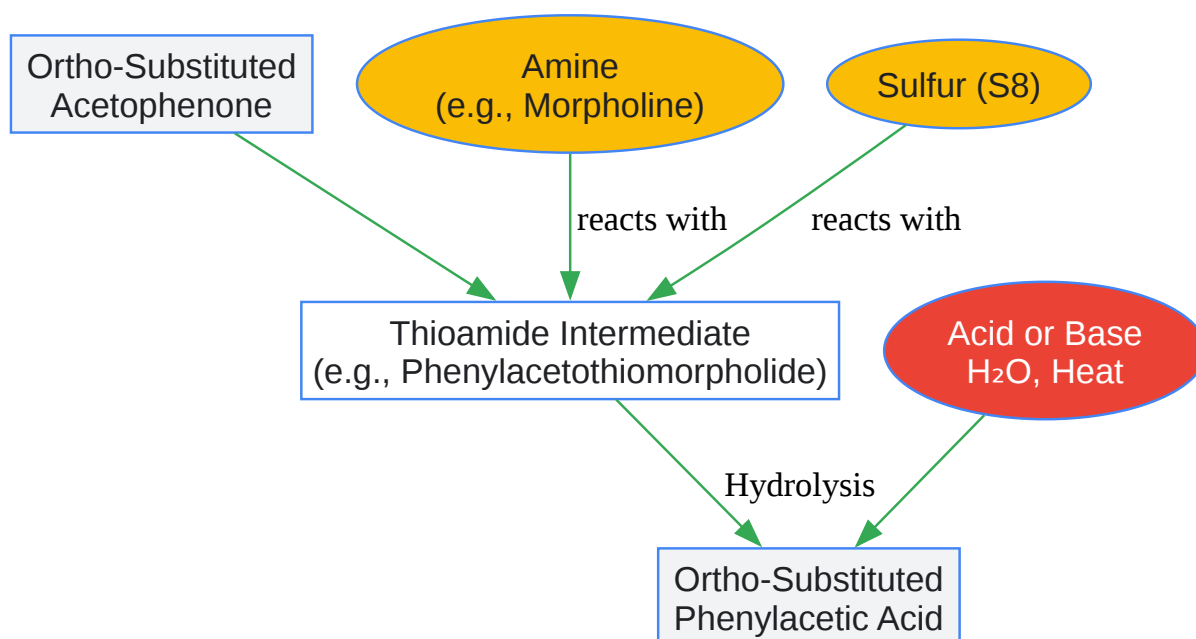 Ortho-Substituted
Acetophenone
Amine
(e.g., Morpholine)
Sulfur (S8)
reacts with
reacts with
Thioamide Intermediate
(e.g., Phenylacetothiomorpholide)
Acid or Base
H₂O, Heat
Hydrolysis
Ortho-Substituted
Phenylacetic Acid